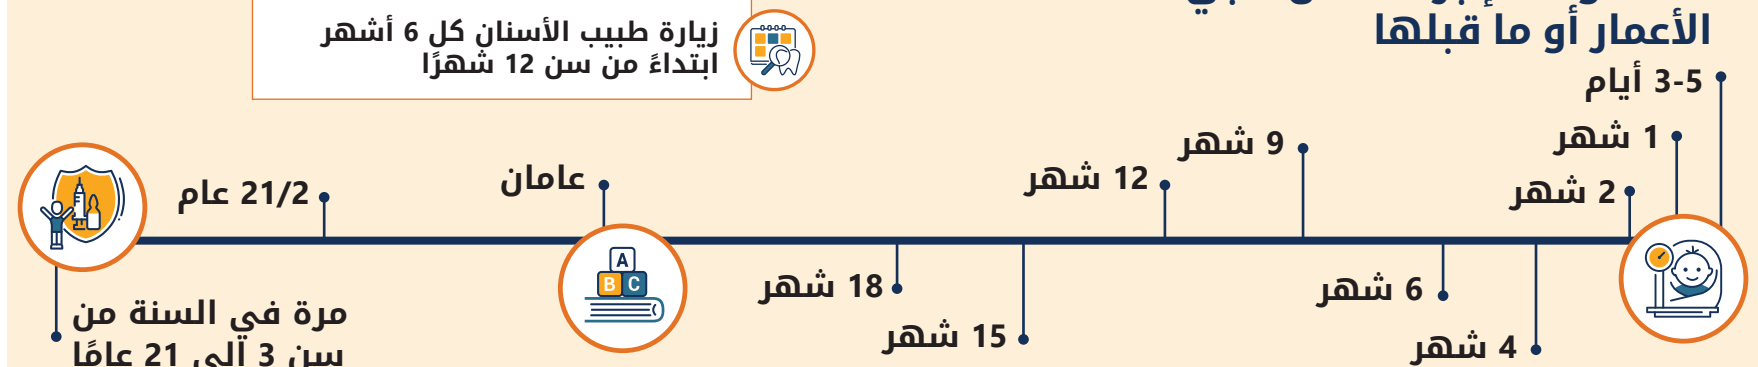 الأعمار أو ما قبلها
زيارة طبيب الأسنان كل 6 أشهر
ابتداءً من سن 12 شهرًا
3-5 أيام
1 شهر
2 شهر
4 شهر
6 شهر
9 شهر
12 شهر
15 شهر
18 شهر
عامان
21/2 عام
مرة في السنة من
سن 3 إلى 21 عامًا
A
B C